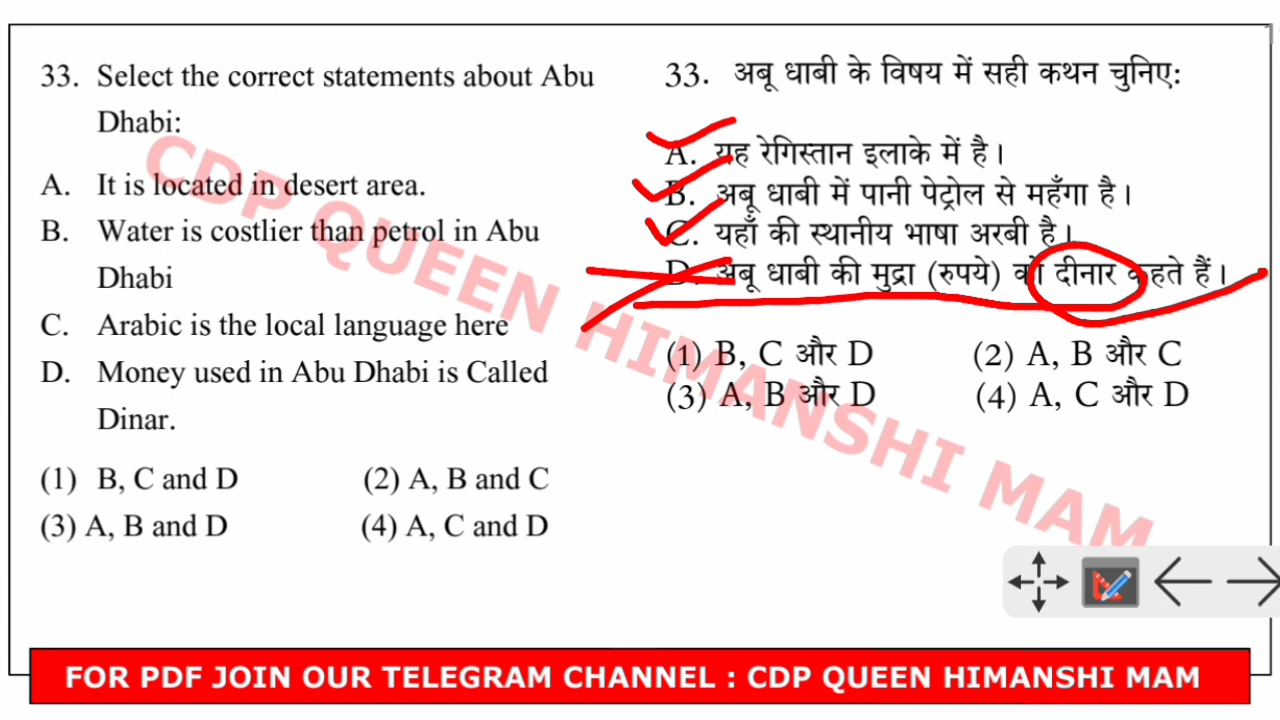 33. Select the correct statements about Abu
Dhabi:
A. It is located in desert area.
B. Water is costlier than petrol in Abu
Dhabi
C. Arabic is the local language here
D. Money used in Abu Dhabi is Called
Dinar.
(1) B, C and D (2) A, B and C
(3) A, B and D (4) A, C and D
33. अबू धाबी के विषय में सही कथन चुनिए:
A. यह रेगिस्तान इलाके में है।
B. अबू धाबी में पानी पेट्रोल से महँगा है।
C. यहाँ की स्थानीय भाषा अरबी है।
D. अबू धाबी की मुद्रा (रुपये) को दीनार कहते हैं।
(1) B, C और D (2) A, B और C
(3) A, B और D (4) A, C और D
CDP QUEEN HIMANSHI MAM
FOR PDF JOIN OUR TELEGRAM CHANNEL : CDP QUEEN HIMANSHI MAM